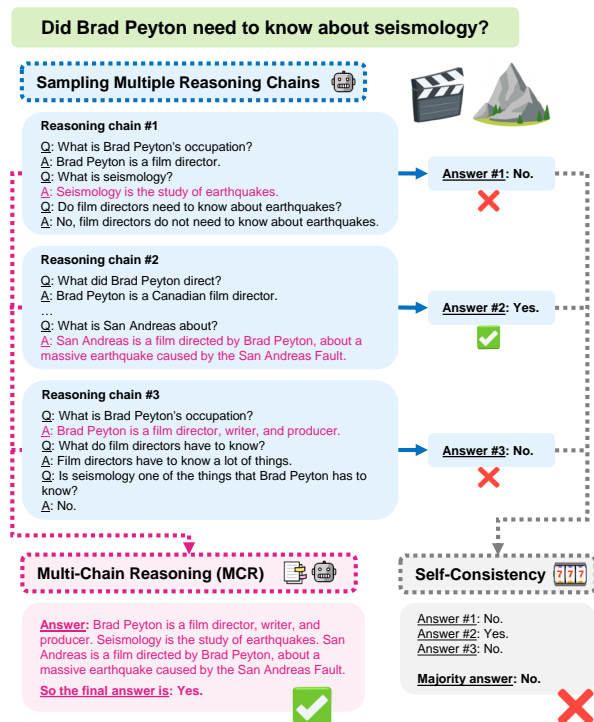 Did Brad Peyton need to know about seismology?
Sampling Multiple Reasoning Chains
Reasoning chain #1
Q: What is Brad Peyton's occupation?
A: Brad Peyton is a film director.
Q: What is seismology?
A: Seismology is the study of earthquakes.
Q: Do film directors need to know about earthquakes?
A: No, film directors do not need to know about earthquakes.
Answer #1: No.
Reasoning chain #2
Q: What did Brad Peyton direct?
A: Brad Peyton is a Canadian film director.
…
Q: What is San Andreas about?
A: San Andreas is a film directed by Brad Peyton, about a
massive earthquake caused by the San Andreas Fault.
Answer #2: Yes.
Reasoning chain #3
Q: What is Brad Peyton's occupation?
A: Brad Peyton is a film director, writer, and producer.
Q: What do film directors have to know?
A: Film directors have to know a lot of things.
Q: Is seismology one of the things that Brad Peyton has to
know?
A: No.
Answer #3: No.
Multi-Chain Reasoning (MCR)
Answer: Brad Peyton is a film director, writer, and
producer. Seismology is the study of earthquakes. San
Andreas is a film directed by Brad Peyton, about a
massive earthquake caused by the San Andreas Fault.
So the final answer is: Yes.
Self-Consistency
777
Answer #1: No.
Answer #2: Yes.
Answer #3: No.
Majority answer: No.